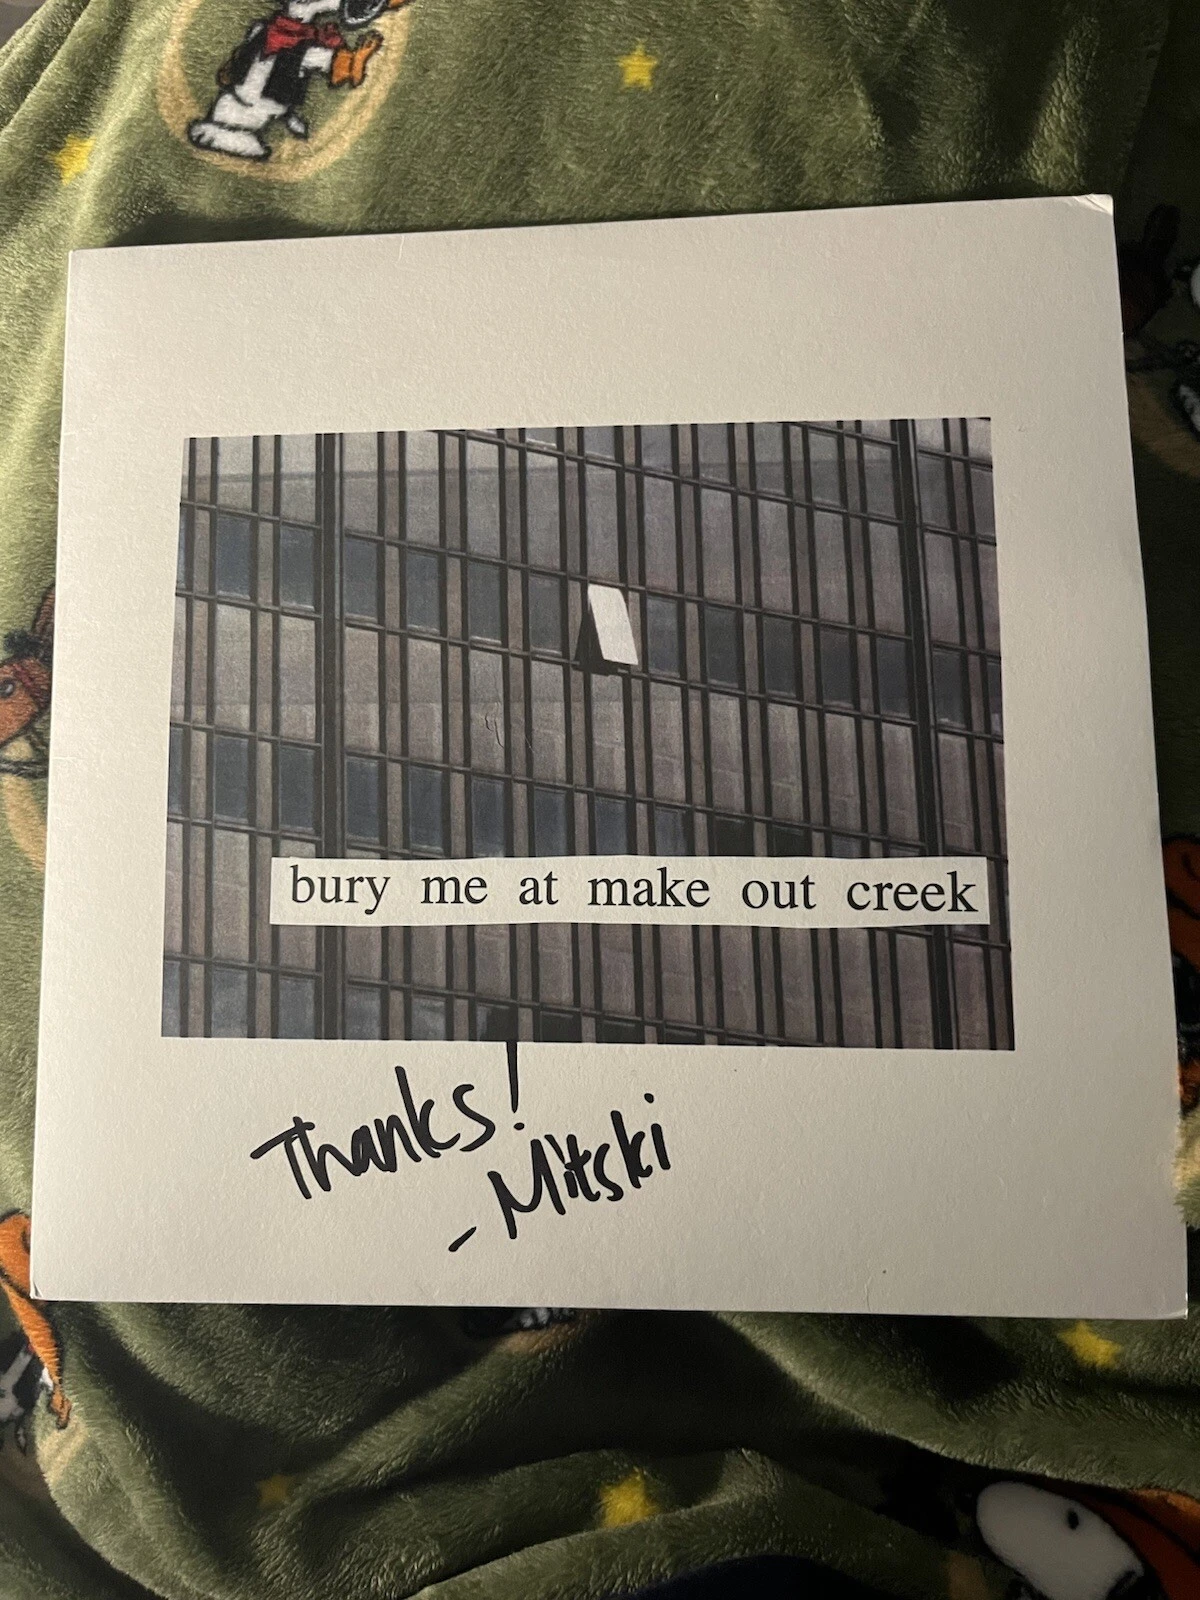 bury me at make out creek
Thanks!
-Mitski